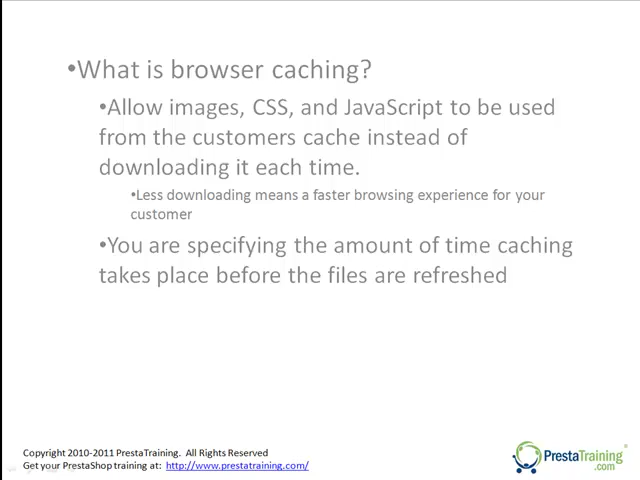 •What is browser caching?
•Allow images, CSS, and JavaScript to be used
from the customers cache instead of
downloading it each time.
•Less downloading means a faster browsing experience for your
customer
•You are specifying the amount of time caching
takes place before the files are refreshed
Copyright 2010-2011 PrestaTraining.  All Rights Reserved
Get your PrestaShop training at:  http://www.prestatraining.com/
PrestaTraining
.com